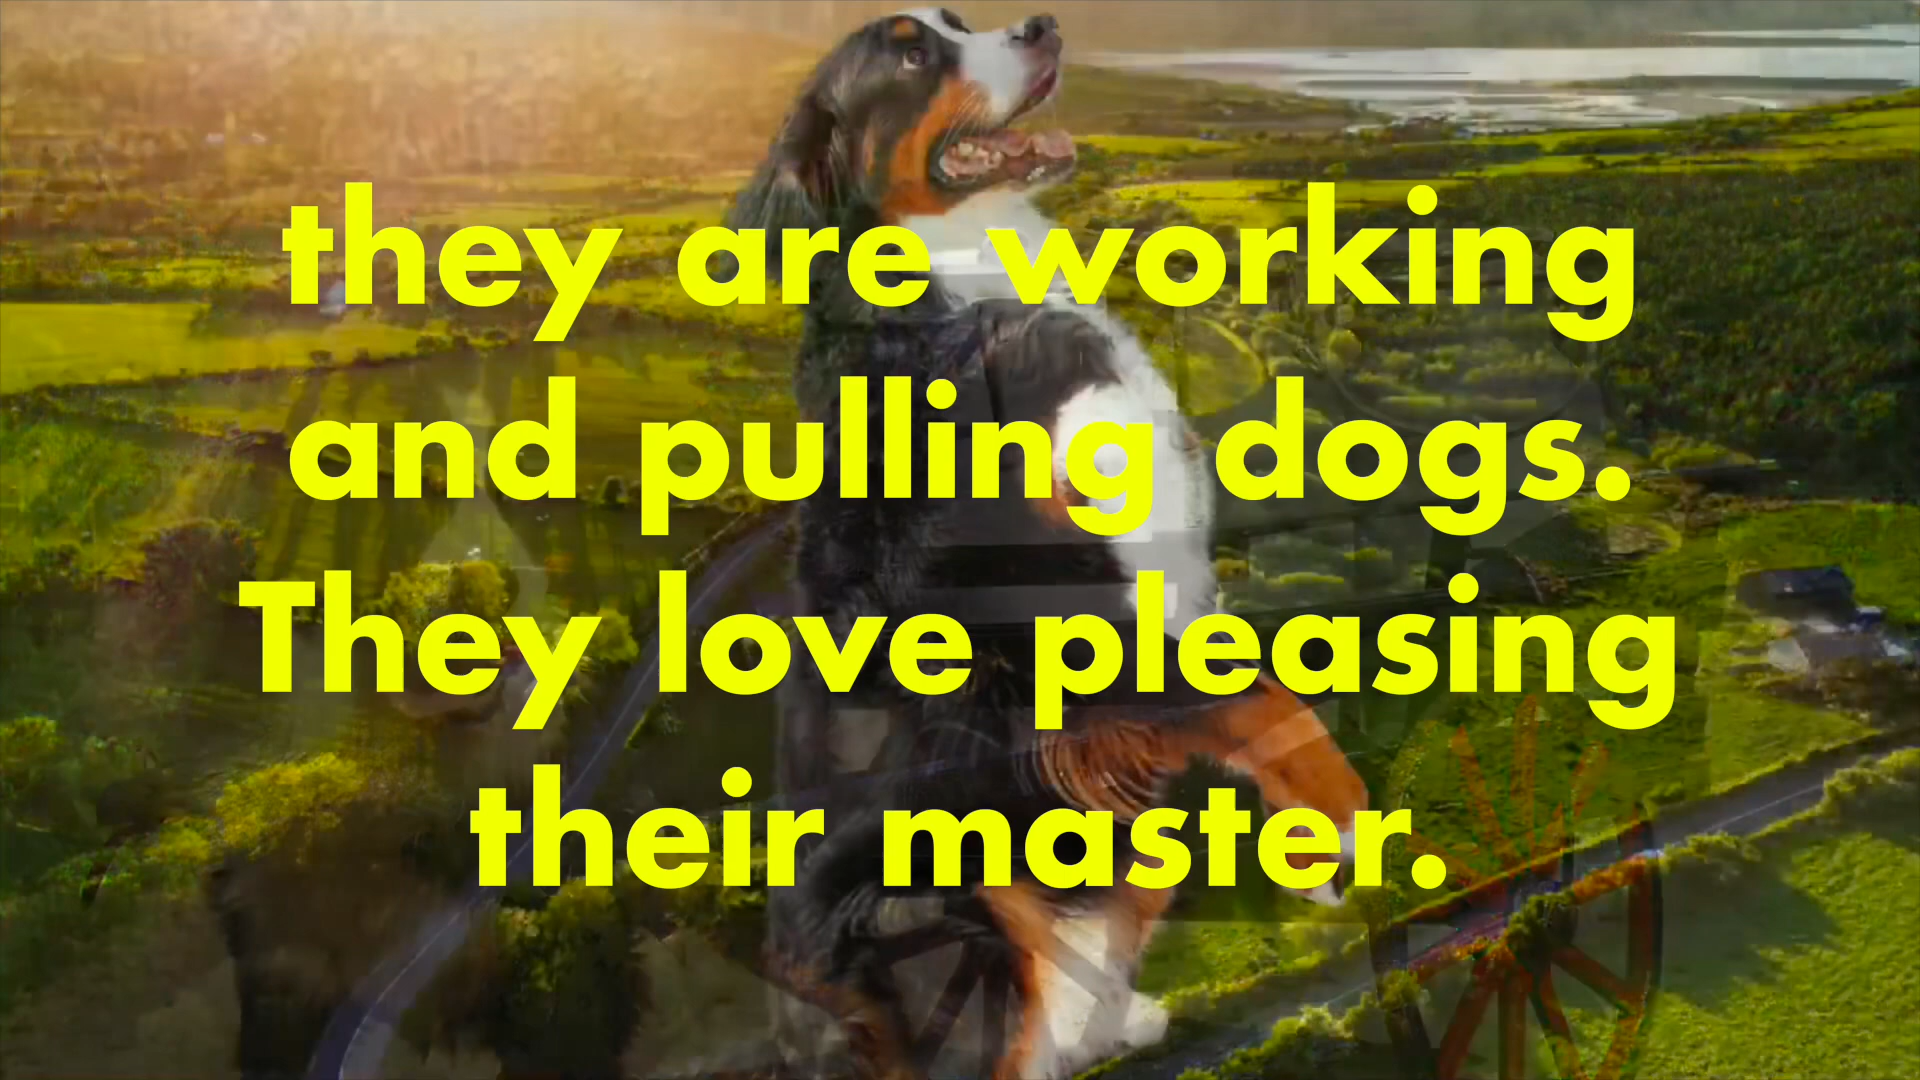 they are working
and pulling dogs.
They love pleasing
their master.